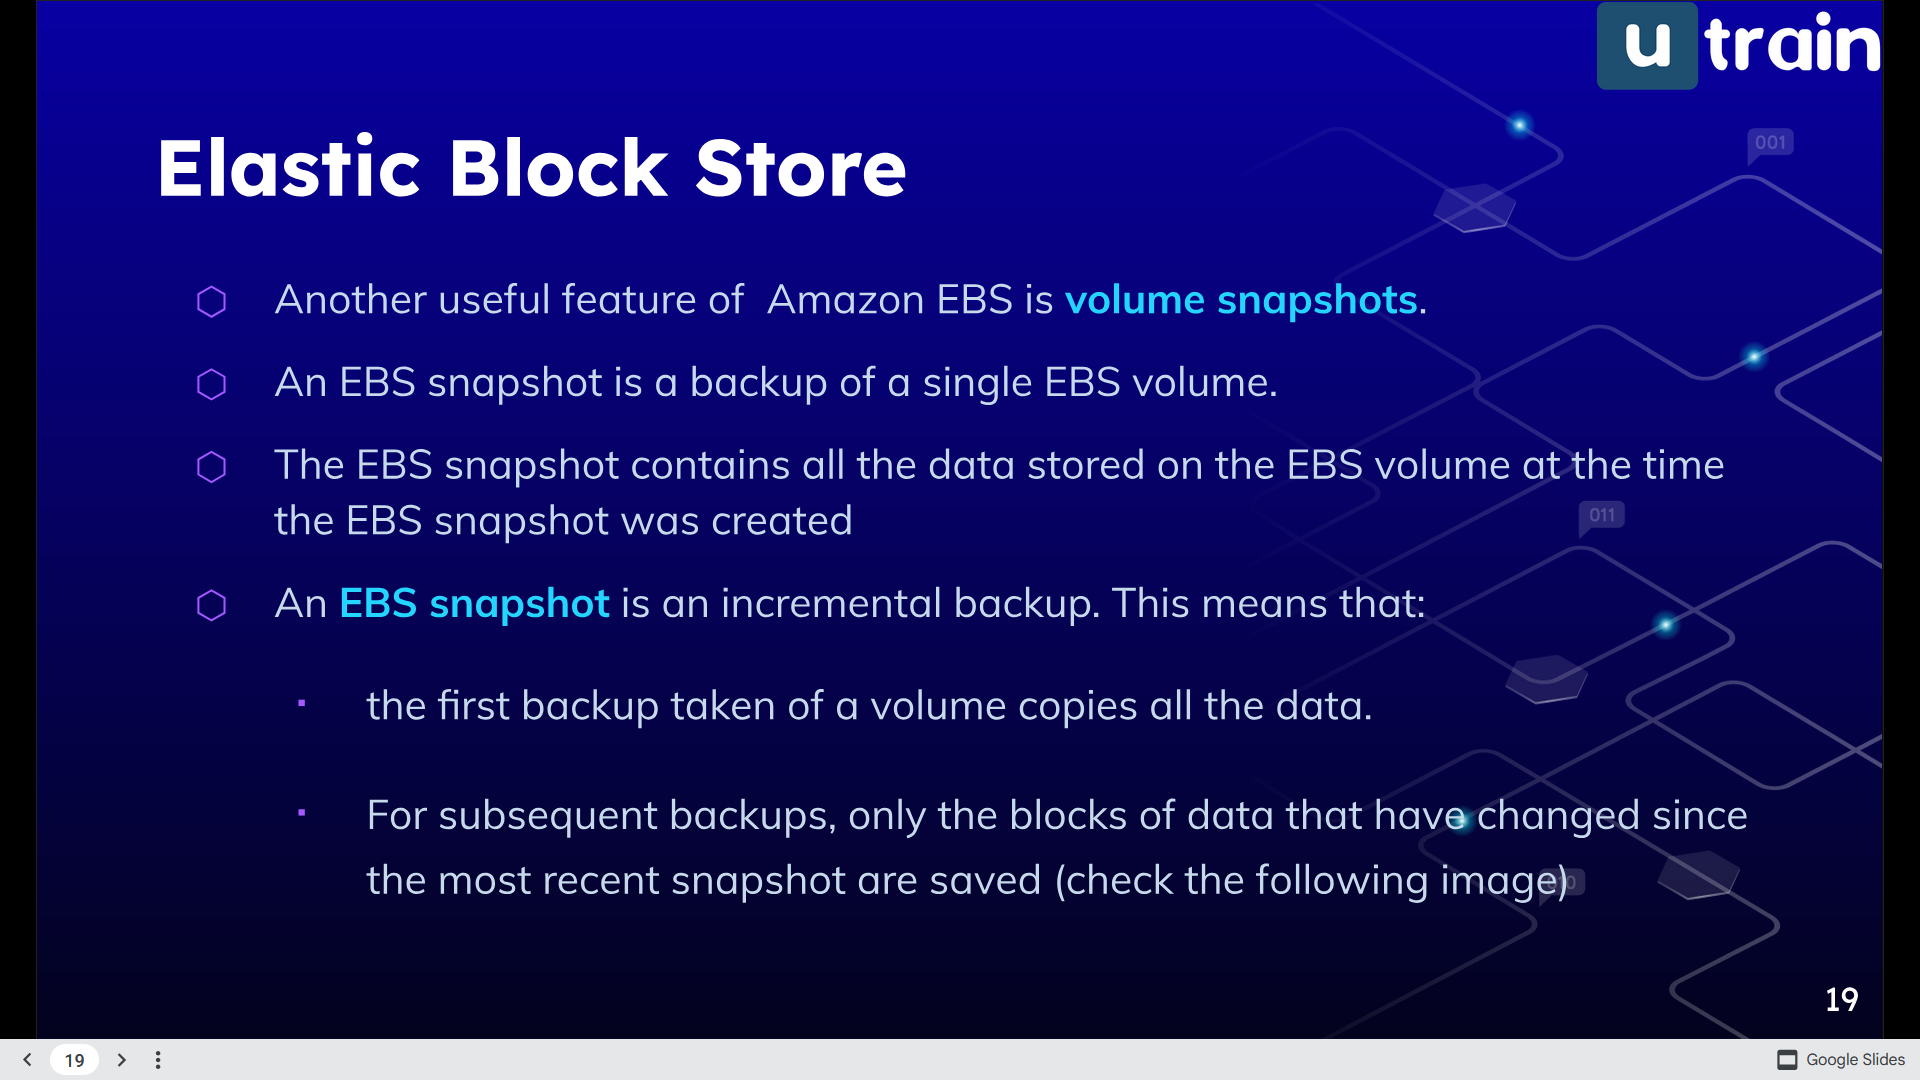 u train
001
Elastic Block Store
Another useful feature of  Amazon EBS is volume snapshots.
An EBS snapshot is a backup of a single EBS volume.
The EBS snapshot contains all the data stored on the EBS volume at the time
the EBS snapshot was created
011
An EBS snapshot is an incremental backup. This means that:
the first backup taken of a volume copies all the data.
For subsequent backups, only the blocks of data that have changed since
the most recent snapshot are saved (check the following image)
19
19
Google Slides